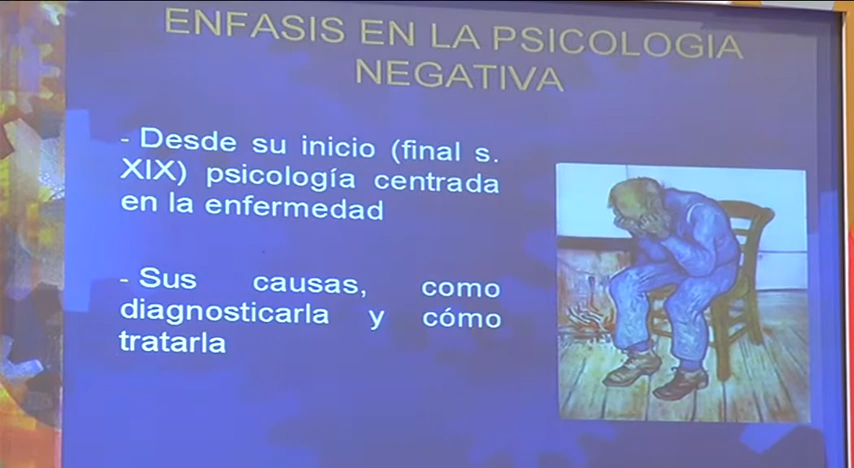 ENFASIS EN LA PSICOLOGIA
NEGATIVA
- Desde su inicio (final s.
XIX) psicología centrada
en la enfermedad
- Sus causas, como
diagnosticarla y cómo
tratarla